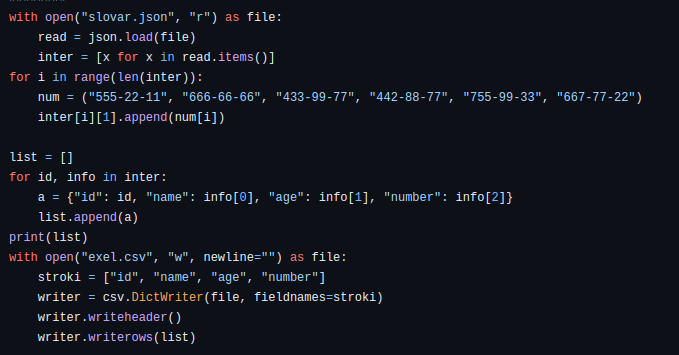 with open("slovar.json", "r") as file:
    read = json.load(file)
    inter = [x for x in read.items()]
for i in range(len(inter)):
    num = ("555-22-11", "666-66-66", "433-99-77", "442-88-77", "755-99-33", "667-77-22")
    inter[i][1].append(num[i])

list = []
for id, info in inter:
    a = {"id": id, "name": info[0], "age": info[1], "number": info[2]}
    list.append(a)
print(list)
with open("exel.csv", "w", newline="") as file:
    stroki = ["id", "name", "age", "number"]
    writer = csv.DictWriter(file, fieldnames=stroki)
    writer.writeheader()
    writer.writerows(list)